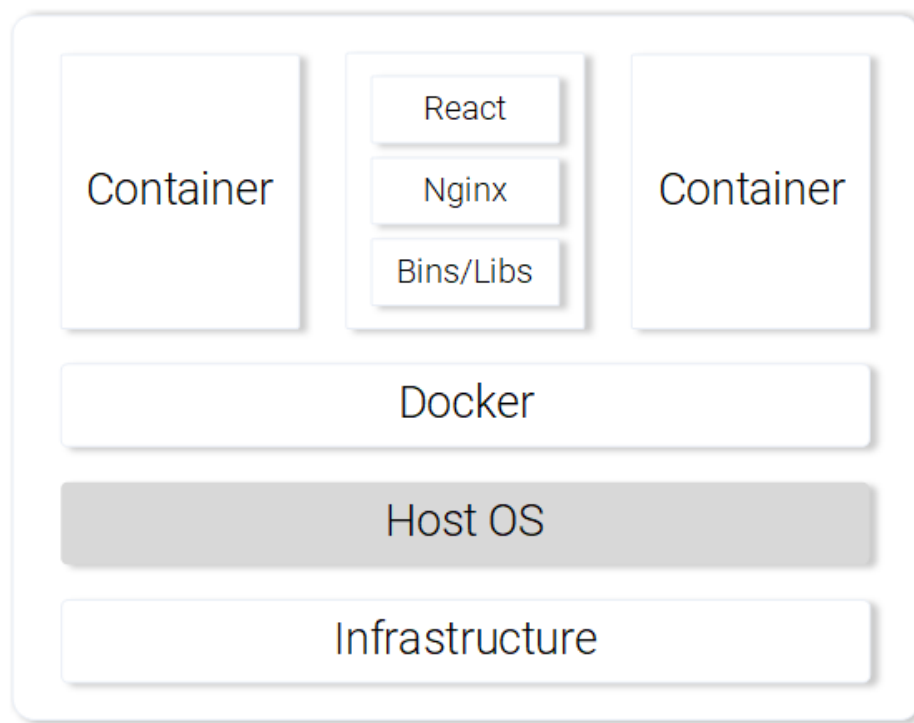 Container
React
Nginx
Bins/Libs
Container
Docker
Host OS
Infrastructure